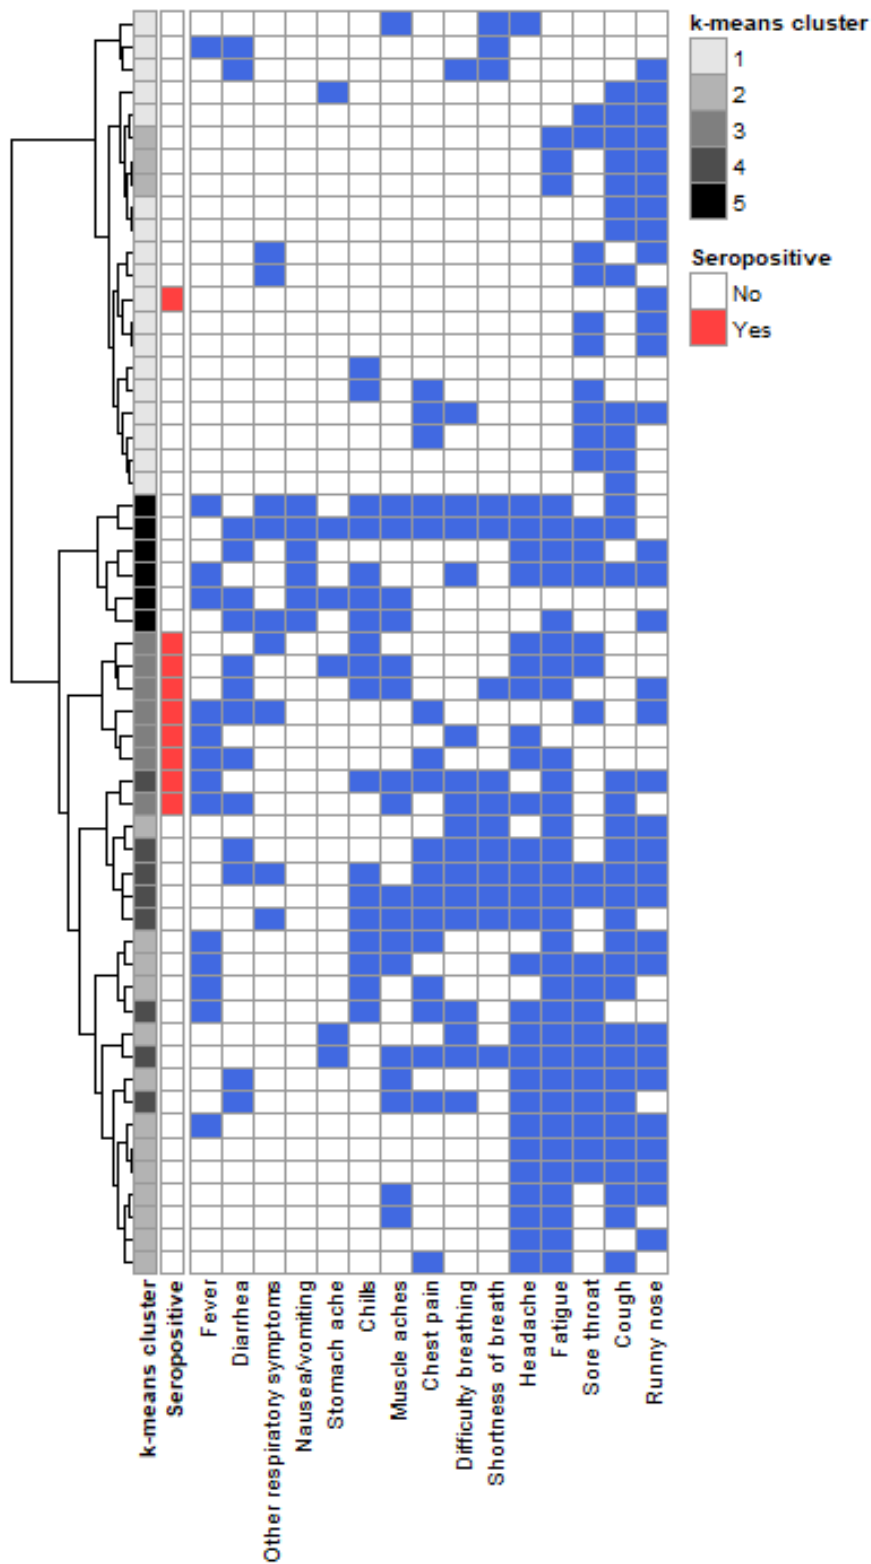 k-means cluster
1
2
3
4
5
Seropositive
No
Yes
k-means cluster
Seropositive
Fever
Diarrhea
Other respiratory symptoms
Nausea/vomiting
Stomach ache
Chills
Muscle aches
Chest pain
Difficulty breathing
Shortness of breath
Headache
Fatigue
Sore throat
Cough
Runny nose